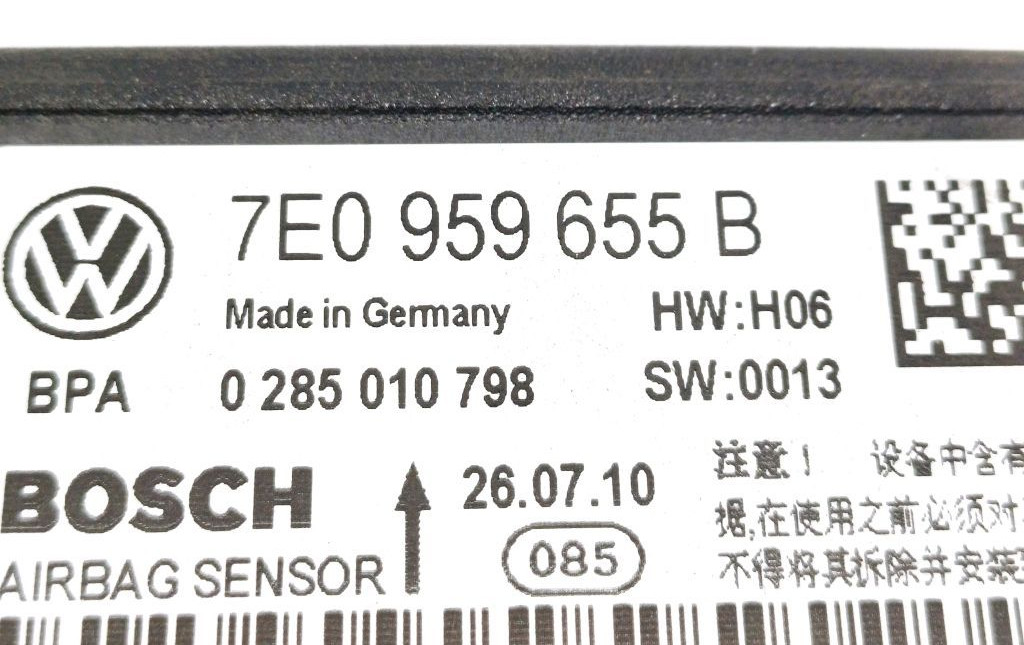 7E0 959 655 B
Made in Germany HW:H06
BPA 0 285 010 798 SW:0013
BOSCH 26.07.10
AIRBAG SENSOR 085
注意！ 设备中含有
据,在使用之前必须对
不得将其拆除并安装